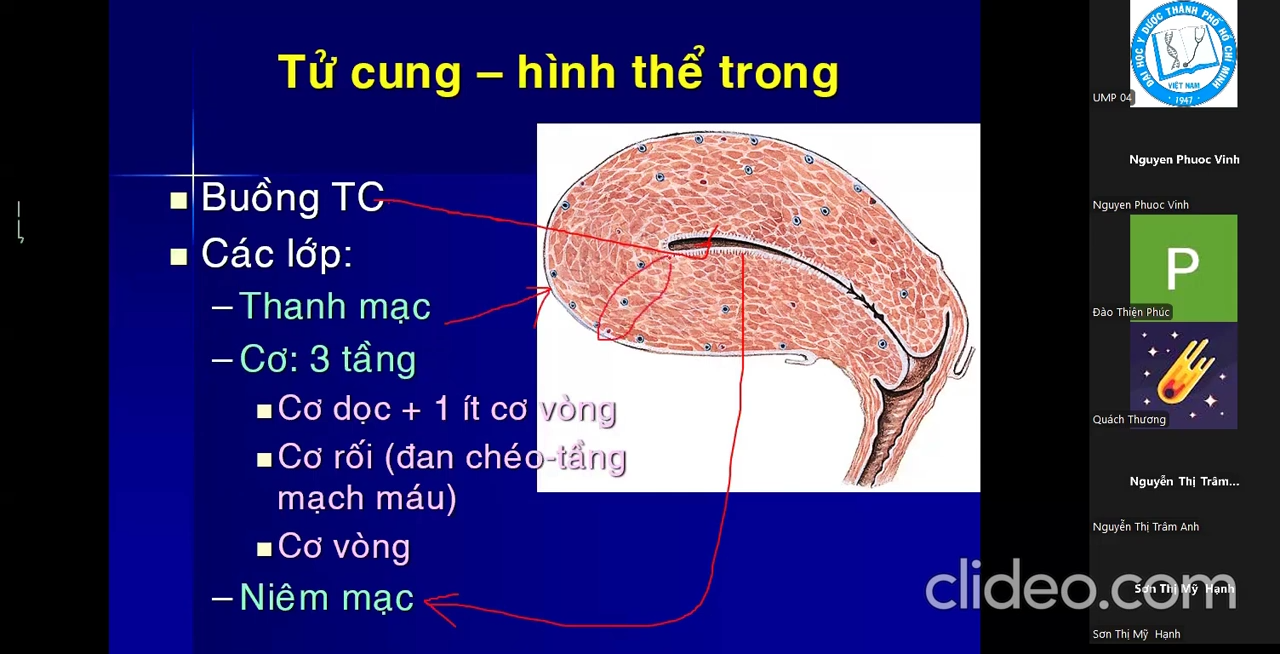 Tử cung – hình thể trong
Buồng TC
Các lớp:
–Thanh mạc
–Cơ: 3 tầng
Cơ dọc + 1 ít cơ vòng
Cơ rối (đan chéo-tầng
mạch máu)
Cơ vòng
–Niêm mạc
ĐẠI HỌC Y DƯỢC THÀNH PHỐ HỒ CHÍ MINH
VIỆT NAM
1947
UMP 04
Nguyen Phuoc Vinh
Nguyen Phuoc Vinh
P
Đào Thiện Phúc
Quách Thương
Nguyễn Thị Trâm...
Nguyễn Thị Trâm Anh
Sơn Thị Mỹ Hạnh
Sơn Thị Mỹ Hạnh
clideo.com